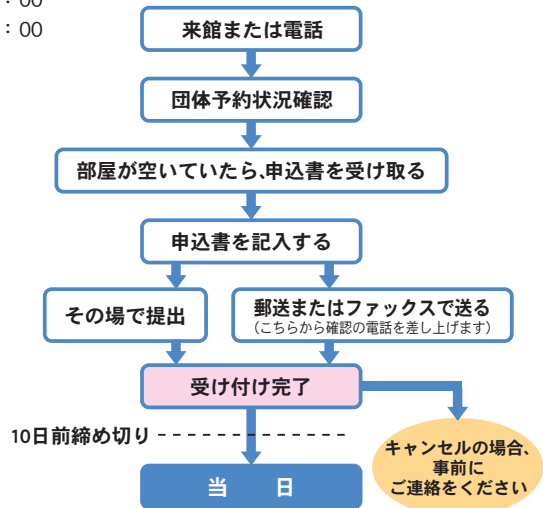 ：00
：00
来館または電話
団体予約状況確認
部屋が空いていたら、申込書を受け取る
申込書を記入する
その場で提出
郵送またはファックスで送る
（こちらから確認の電話を差し上げます）
受け付け完了
10日前締め切り
キャンセルの場合、
事前に
ご連絡をください
当　日